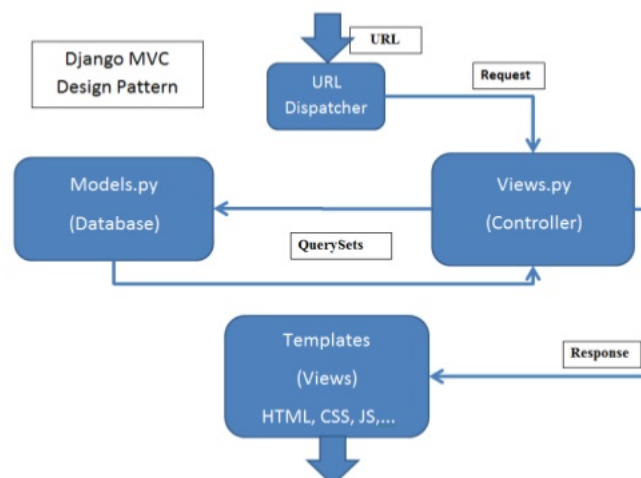 URL
Django MVC
Design Pattern
URL
Dispatcher
Request
Models.py
(Database)
Views.py
(Controller)
QuerySets
Templates
(Views)
HTML, CSS, JS,...
Response